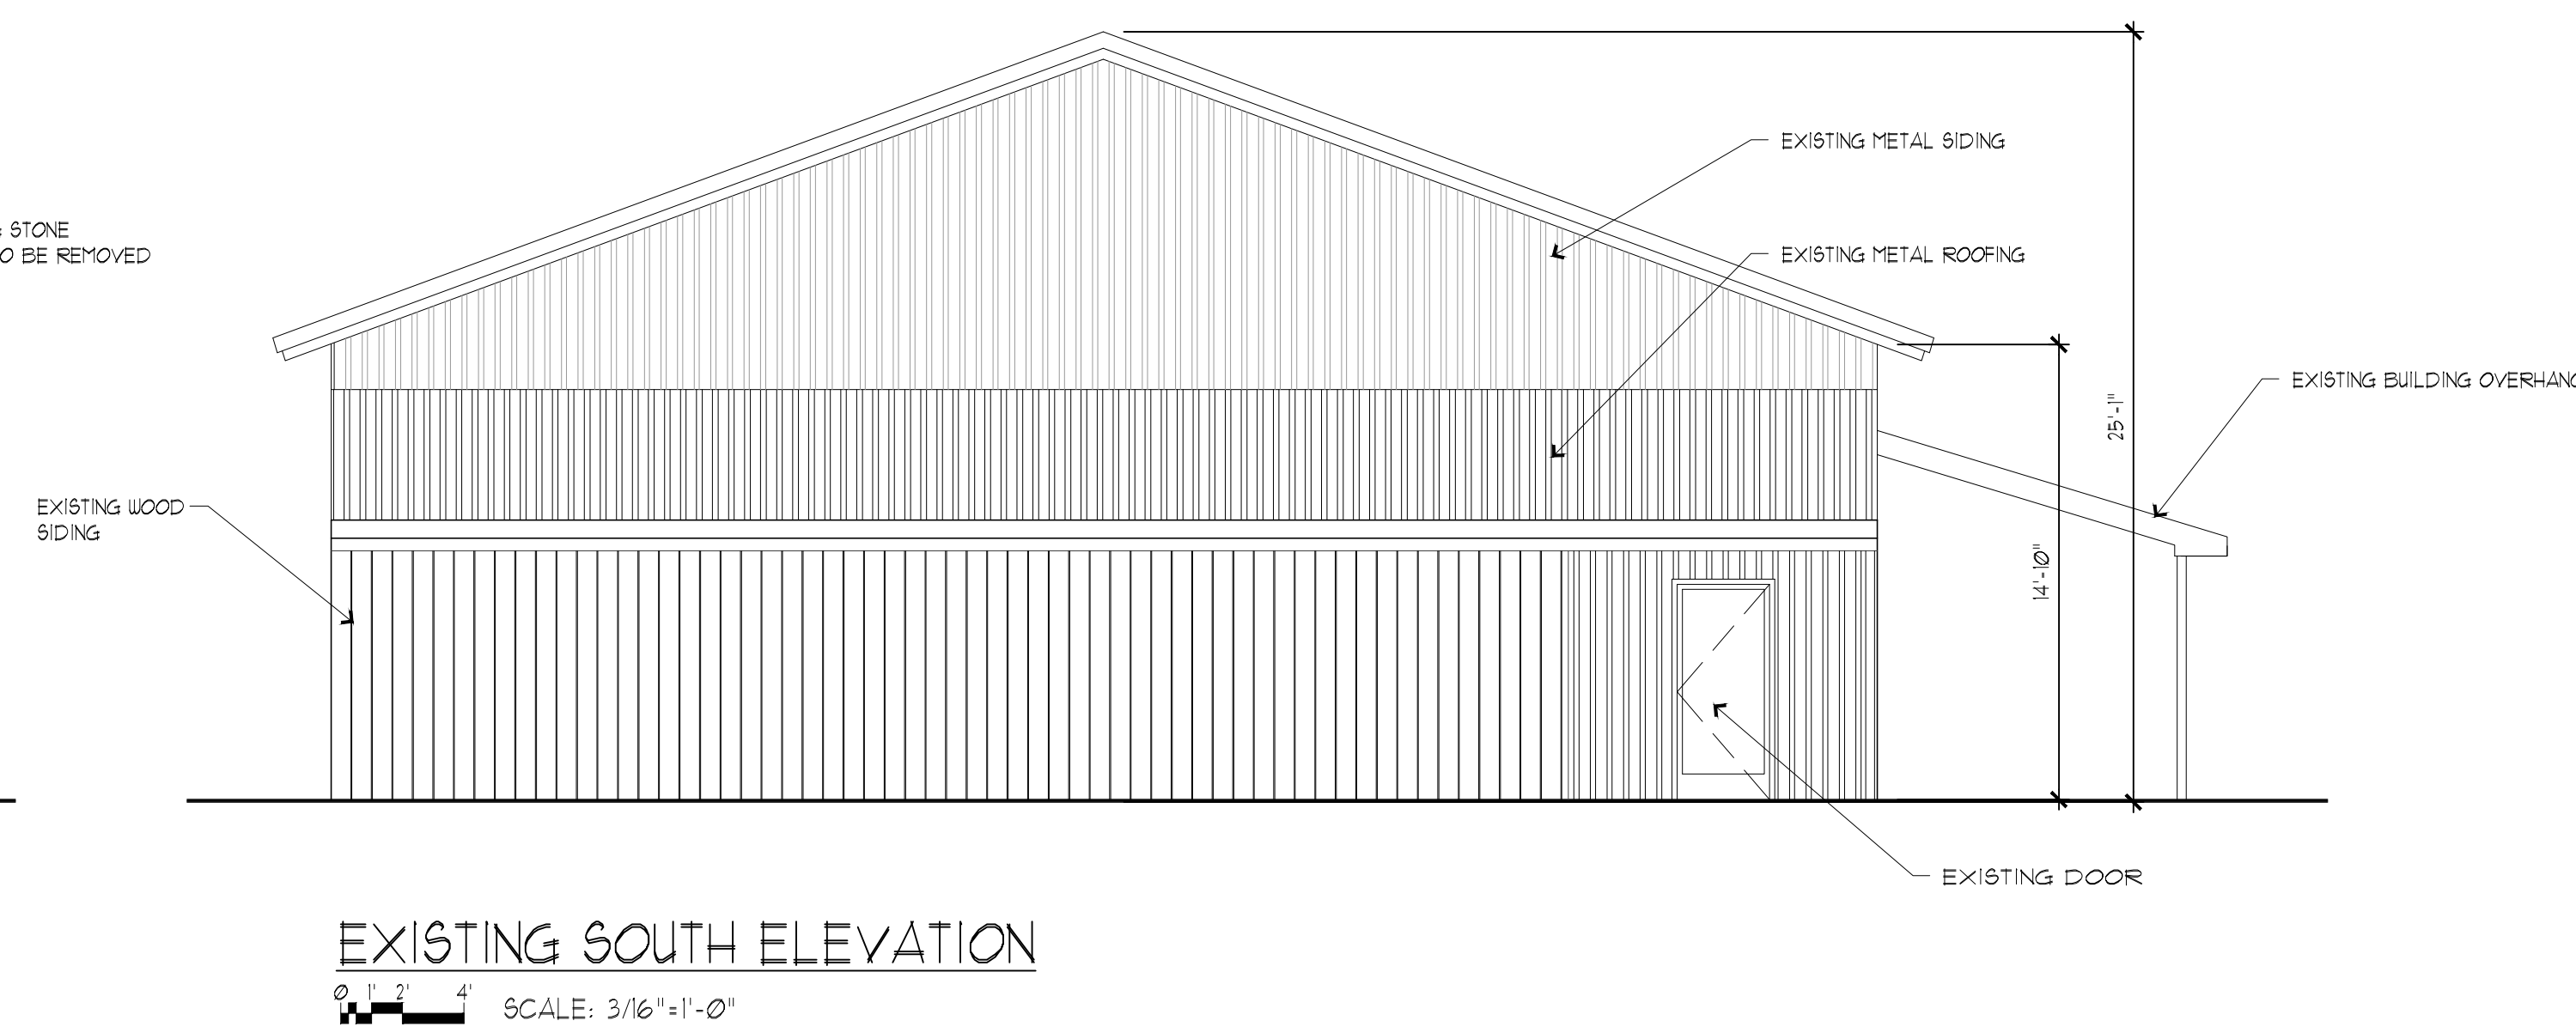 EXISTING METAL SIDING
STONE
O BE REMOVED
EXISTING METAL ROOFING
EXISTING BUILDING OVERHANG
25'-1"
EXISTING WOOD
SIDING
14'-10"
EXISTING DOOR
EXISTING SOUTH ELEVATION
0 1' 2' 4'
SCALE: 3/16"=1'-0"